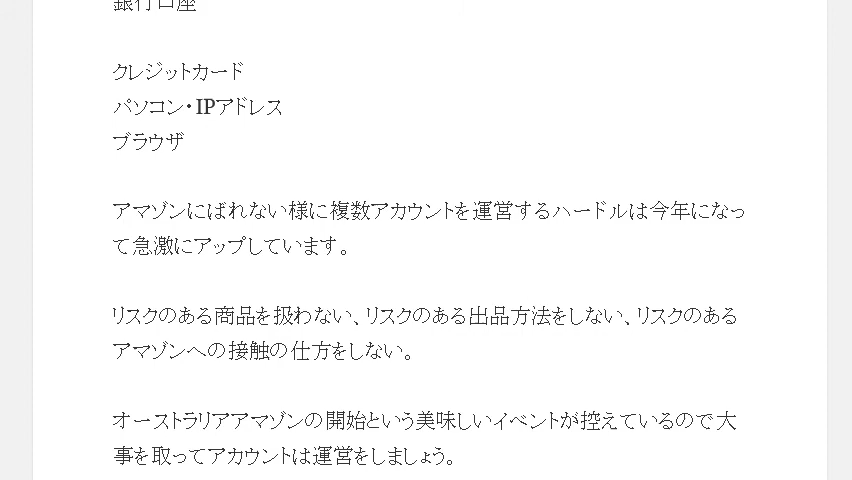 銀行口座
クレジットカード
パソコン・IPアドレス
ブラウザ
アマゾンにばれない様に複数アカウントを運営するハードルは今年になっ
て急激にアップしています。
リスクのある商品を扱わない、リスクのある出品方法をしない、リスクのある
アマゾンへの接触の仕方をしない。
オーストラリアアマゾンの開始という美味しいイベントが控えているので大
事を取ってアカウントは運営をしましょう。